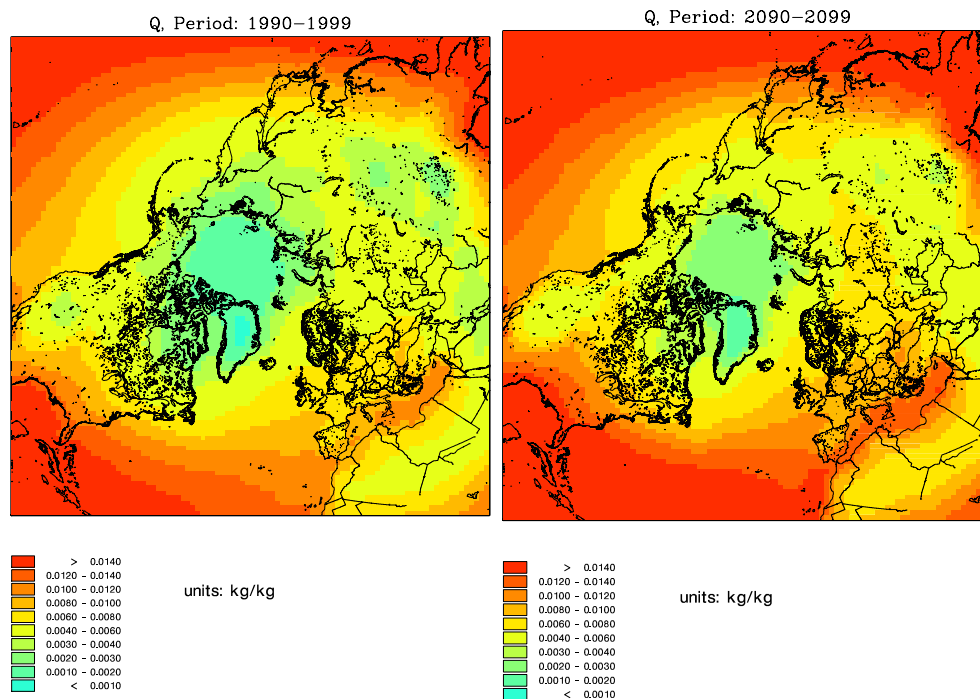 Q, Period: 1990-1999
Q, Period: 2090-2099
> 0.0140
0.0120 - 0.0140
0.0100 - 0.0120
0.0080 - 0.0100
0.0060 - 0.0080
0.0040 - 0.0060
0.0030 - 0.0040
0.0020 - 0.0030
0.0010 - 0.0020
< 0.0010
units: kg/kg
> 0.0140
0.0120 - 0.0140
0.0100 - 0.0120
0.0080 - 0.0100
0.0060 - 0.0080
0.0040 - 0.0060
0.0030 - 0.0040
0.0020 - 0.0030
0.0010 - 0.0020
< 0.0010
units: kg/kg